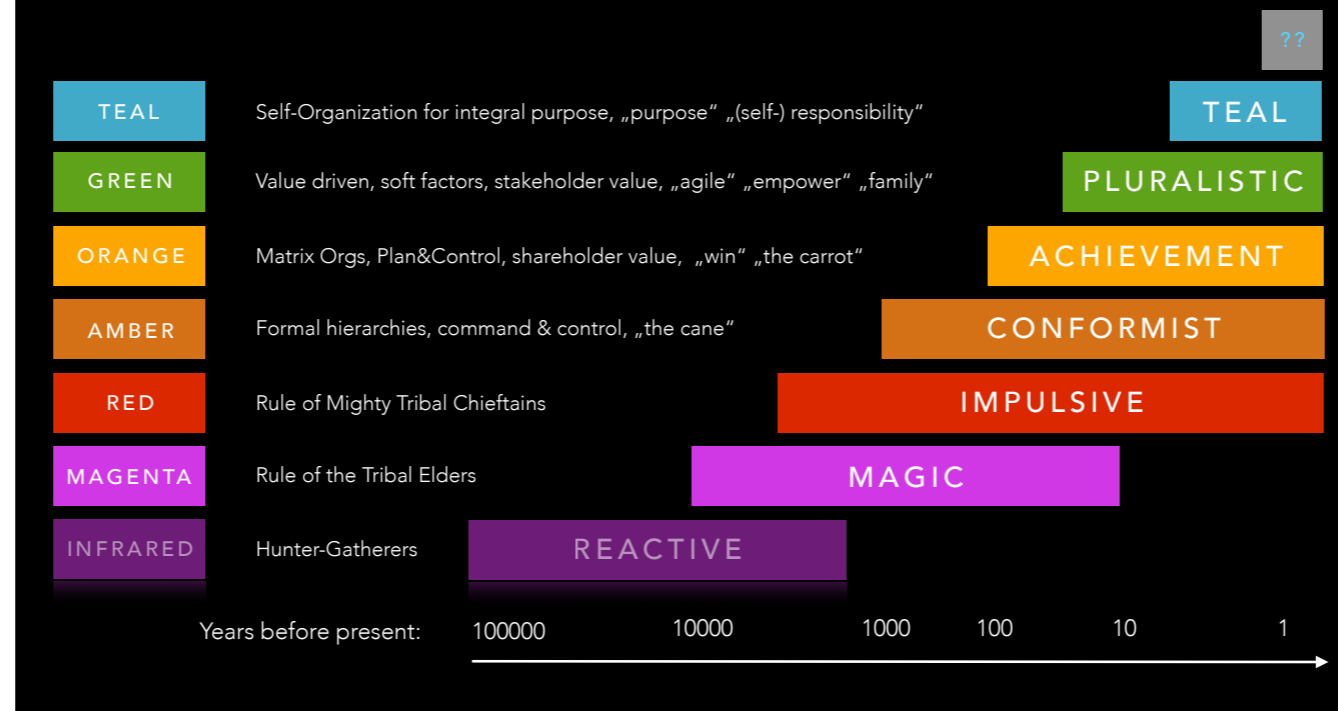 ??
TEAL Self-Organization for integral purpose, „purpose“ „(self-) responsibility“ TEAL
GREEN Value driven, soft factors, stakeholder value, „agile“ „empower“ „family“ PLURALISTIC
ORANGE Matrix Orgs, Plan&Control, shareholder value, „win“ „the carrot“ ACHIEVEMENT
AMBER Formal hierarchies, command & control, „the cane“ CONFORMIST
RED Rule of Mighty Tribal Chieftains IMPULSIVE
MAGENTA Rule of the Tribal Elders MAGIC
INFRARED Hunter-Gatherers REACTIVE
Years before present: 100000 10000 1000 100 10 1